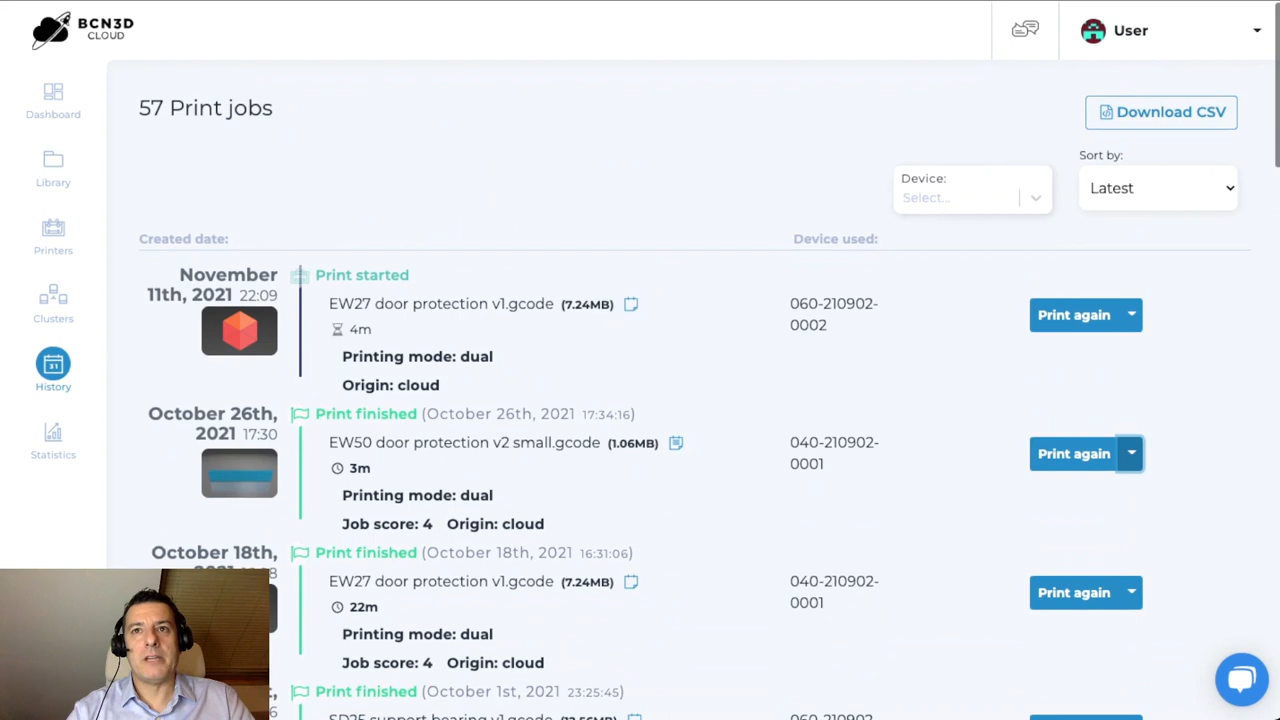 BCN3D
CLOUD
User
Dashboard
Library
Printers
Clusters
31
History
Statistics
57 Print jobs
Download CSV
Device:
Select...
Sort by:
Latest
Created date:
Device used:
November
11th, 2021 22:09
Print started
EW27 door protection v1.gcode (7.24MB)
4m
Printing mode: dual
Origin: cloud
060-210902-
0002
Print again
October 26th,
2021 17:30
Print finished (October 26th, 2021 17:34:16)
EW50 door protection v2 small.gcode (1.06MB)
3m
Printing mode: dual
Job score: 4 Origin: cloud
040-210902-
0001
Print again
October 18th,
Print finished (October 18th, 2021 16:31:06)
EW27 door protection v1.gcode (7.24MB)
22m
Printing mode: dual
Job score: 4 Origin: cloud
040-210902-
0001
Print again
Print finished (October 1st, 2021 23:25:45)
SD25 support bearing v1.gcode